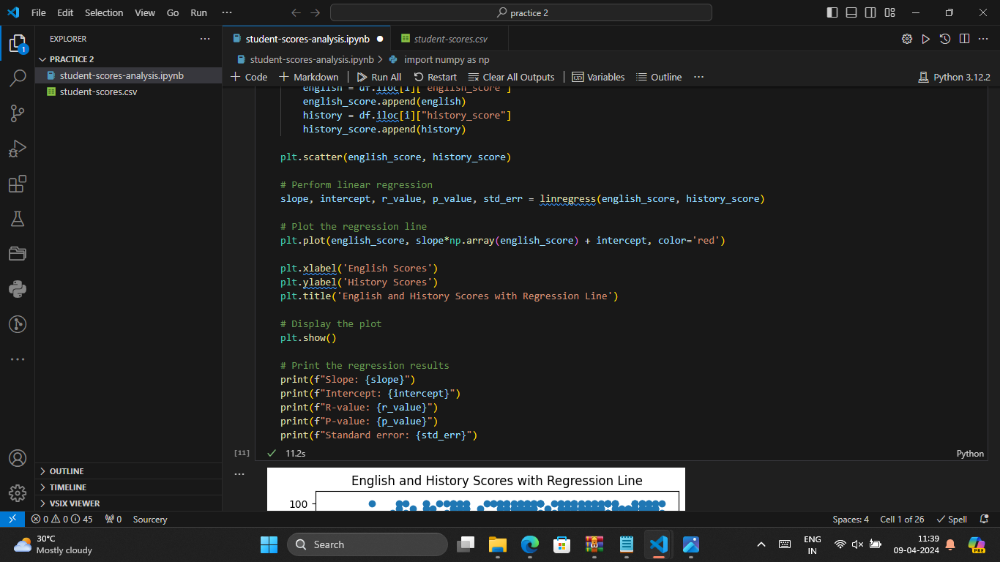 File Edit Selection View Go Run ···
practice 2
EXPLORER ···
PRACTICE 2
student-scores-analysis.ipynb
student-scores.csv
OUTLINE
TIMELINE
VSIX VIEWER
1
student-scores-analysis.ipynb
student-scores.csv
student-scores-analysis.ipynb > import numpy as np
+ Code + Markdown Run All Restart Clear All Outputs Variables Outline ···
Python 3.12.2
english = df.iloc[i]["english_score"]
english_score.append(english)
history = df.iloc[i]["history_score"]
history_score.append(history)
plt.scatter(english_score, history_score)
# Perform linear regression
slope, intercept, r_value, p_value, std_err = linregress(english_score, history_score)
# Plot the regression line
plt.plot(english_score, slope*np.array(english_score) + intercept, color='red')
plt.xlabel('English Scores')
plt.ylabel('History Scores')
plt.title('English and History Scores with Regression Line')
# Display the plot
plt.show()
# Print the regression results
print(f"Slope: {slope}")
print(f"Intercept: {intercept}")
print(f"R-value: {r_value}")
print(f"P-value: {p_value}")
print(f"Standard error: {std_err}")
[11] 11.2s Python
English and History Scores with Regression Line
100
0 0 45 0 Sourcery
Spaces: 4 Cell 1 of 26 Spell
30°C
Mostly cloudy
Search
ENG
IN
11:39
09-04-2024
PRE